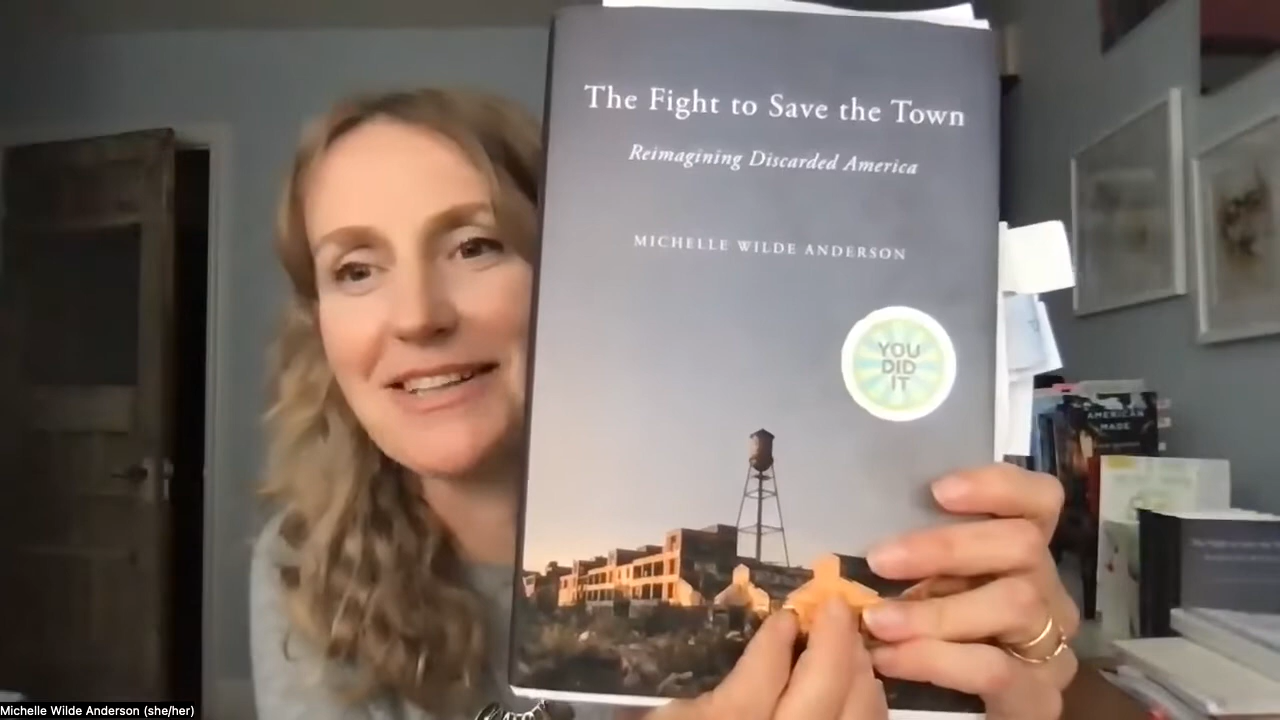 The Fight to Save the Town
Reimagining Discarded America
MICHELLE WILDE ANDERSON
YOU
DID
IT
AMERICAN
MADE
Michelle Wilde Anderson (she/her)